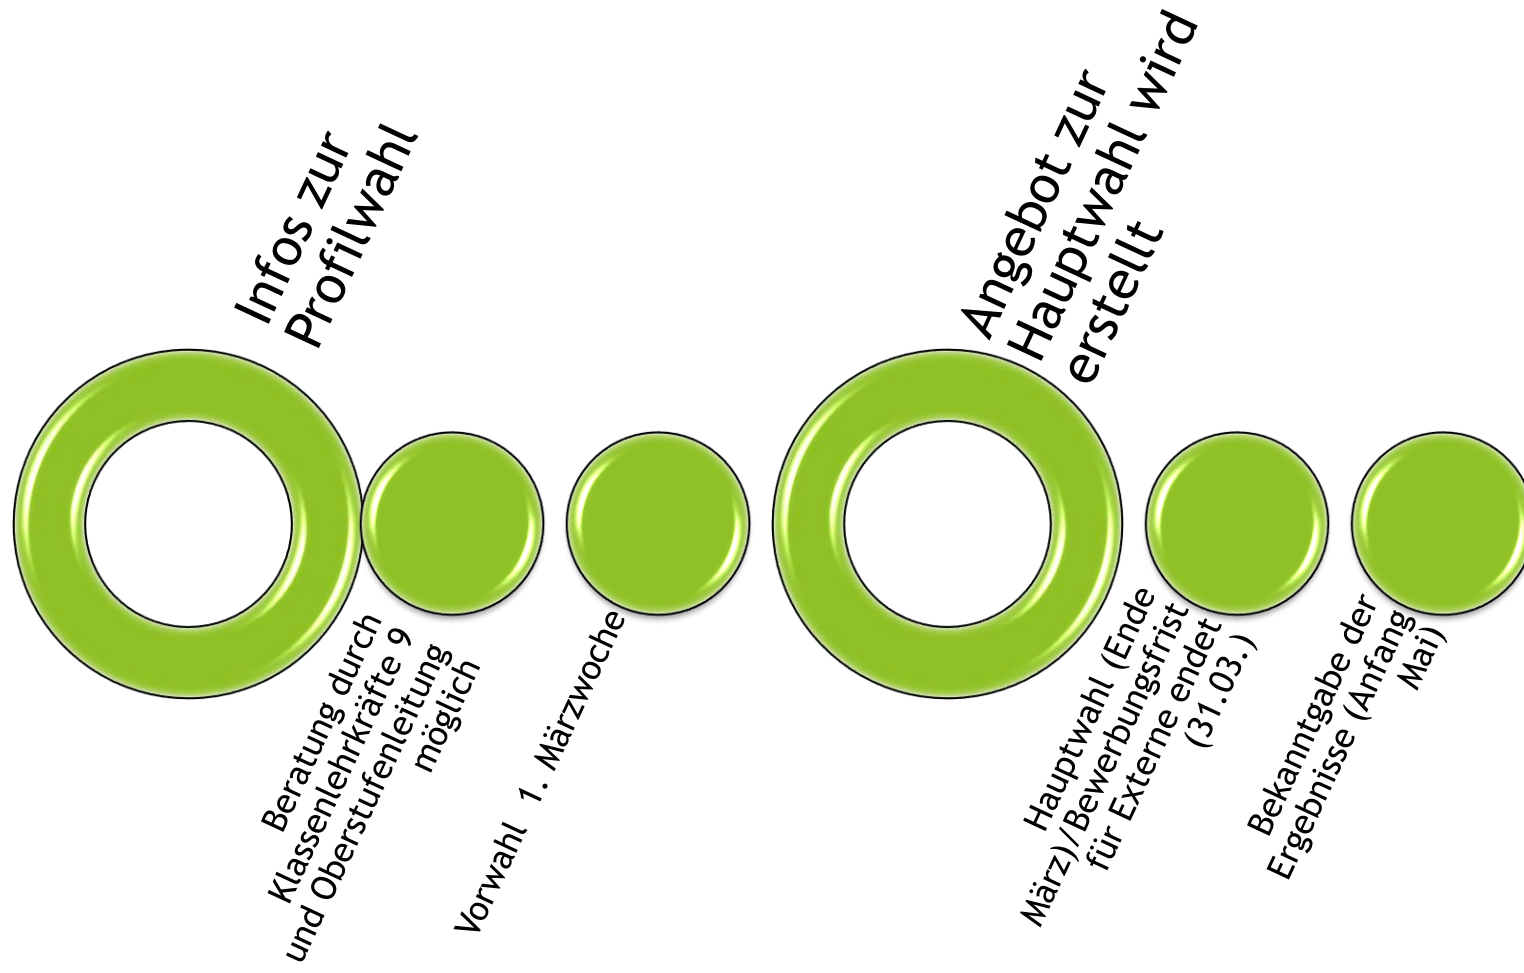 Infos zur
Profilwahl
Beratung durch
Klassenlehrkräfte 9
und Oberstufenleitung
möglich
Vorwahl 1. Märzwoche
Angebot zur
Hauptwahl wird
erstellt
Hauptwahl (Ende
März)/Bewerbungsfrist
für Externe endet
(31.03.)
Bekanntgabe der
Ergebnisse (Anfang
Mai)